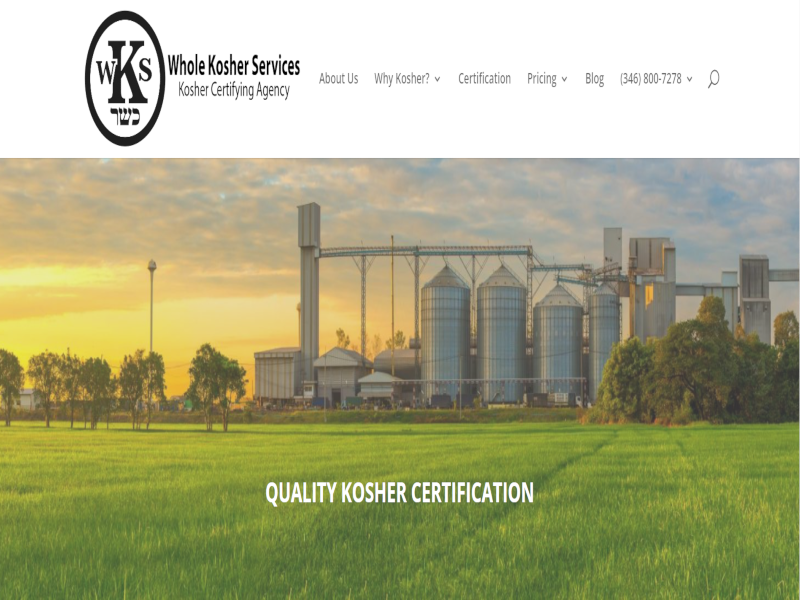 WKS
כשר
Whole Kosher Services
Kosher Certifying Agency
About Us Why Kosher? Certification Pricing Blog (346) 800-7278
QUALITY KOSHER CERTIFICATION